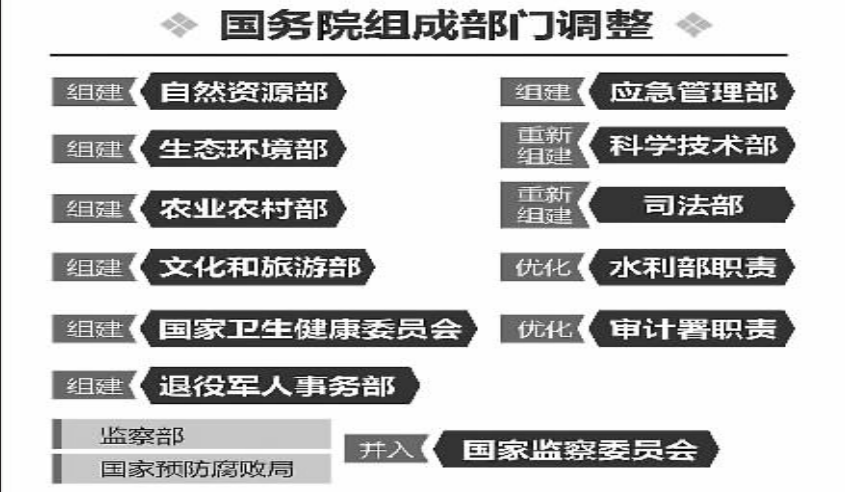 国务院组成部门调整
组建 自然资源部
组建 生态环境部
组建 农业农村部
组建 文化和旅游部
组建 国家卫生健康委员会
组建 退役军人事务部
组建 应急管理部
重新
组建 科学技术部
重新
组建 司法部
优化 水利部职责
优化 审计署职责
监察部
国家预防腐败局
并入 国家监察委员会